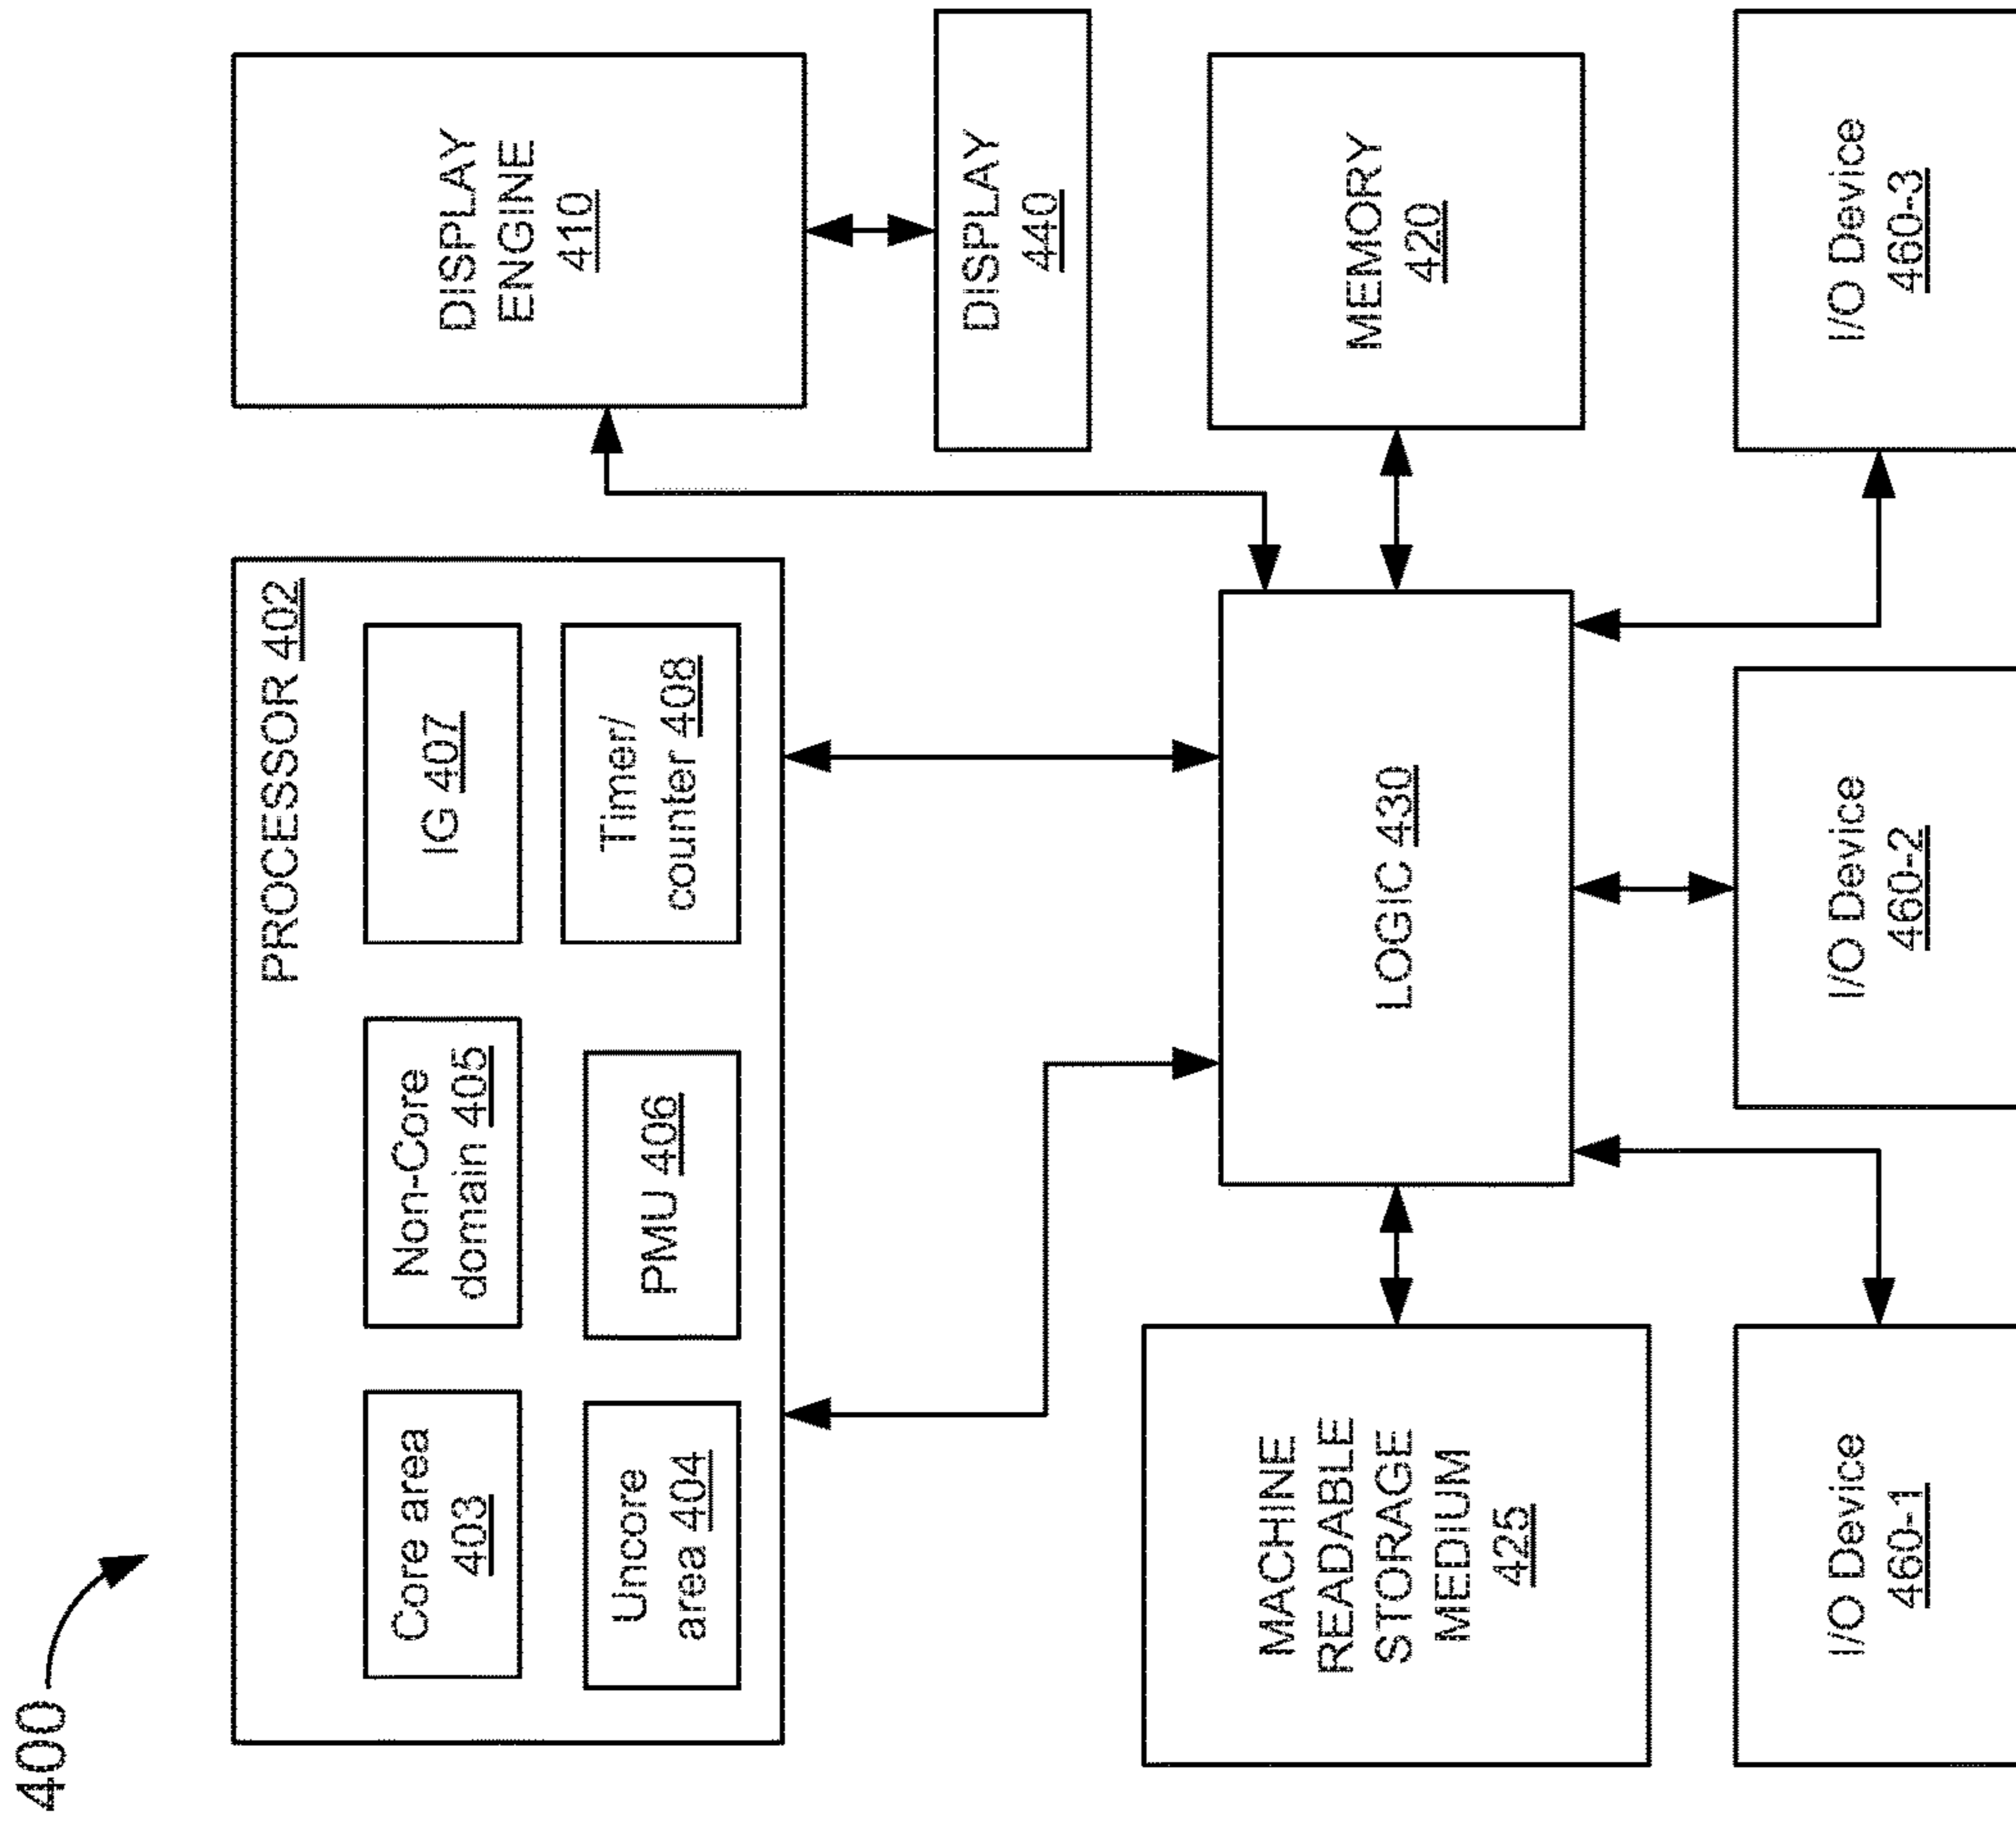 400
PROCESSOR 402
Core area
403
Non-Core
domain 405
IG 407
Uncore
area 404
PMU 406
Timer/
counter 408
DISPLAY
ENGINE
410
DISPLAY
440
MACHINE
READABLE
STORAGE
MEDIUM
425
LOGIC 430
MEMORY
420
I/O Device
460-1
I/O Device
460-2
I/O Device
460-3